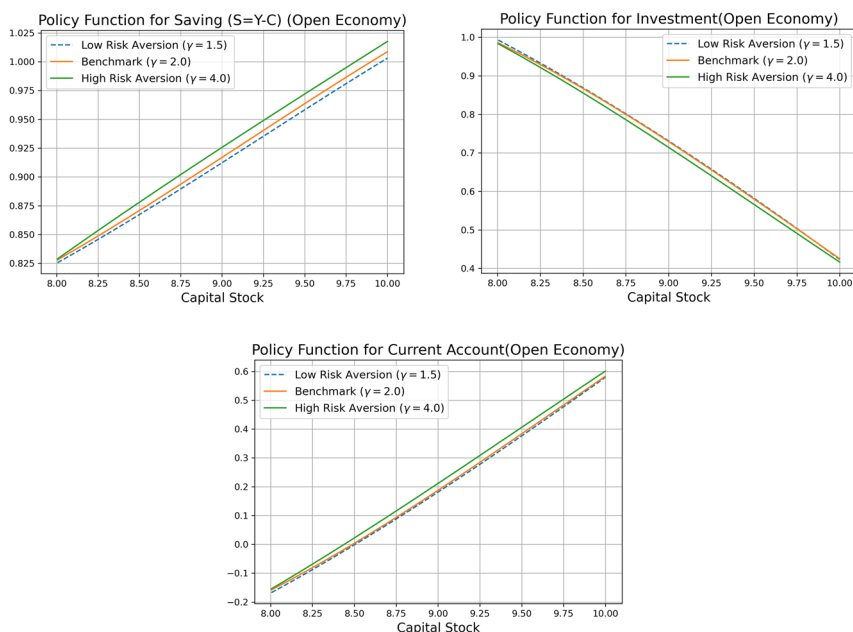 Policy Function for Saving (S=Y-C) (Open Economy)
1.025
1.000
0.975
0.950
0.925
0.900
0.875
0.850
0.825
Low Risk Aversion (γ = 1.5)
Benchmark (γ = 2.0)
High Risk Aversion (γ = 4.0)
8.00 8.25 8.50 8.75 9.00 9.25 9.50 9.75 10.00
Capital Stock
Policy Function for Investment(Open Economy)
1.0
0.9
0.8
0.7
0.6
0.5
0.4
Low Risk Aversion (γ = 1.5)
Benchmark (γ = 2.0)
High Risk Aversion (γ = 4.0)
8.00 8.25 8.50 8.75 9.00 9.25 9.50 9.75 10.00
Capital Stock
Policy Function for Current Account(Open Economy)
0.6
0.5
0.4
0.3
0.2
0.1
0.0
−0.1
−0.2
Low Risk Aversion (γ = 1.5)
Benchmark (γ = 2.0)
High Risk Aversion (γ = 4.0)
8.00 8.25 8.50 8.75 9.00 9.25 9.50 9.75 10.00
Capital Stock